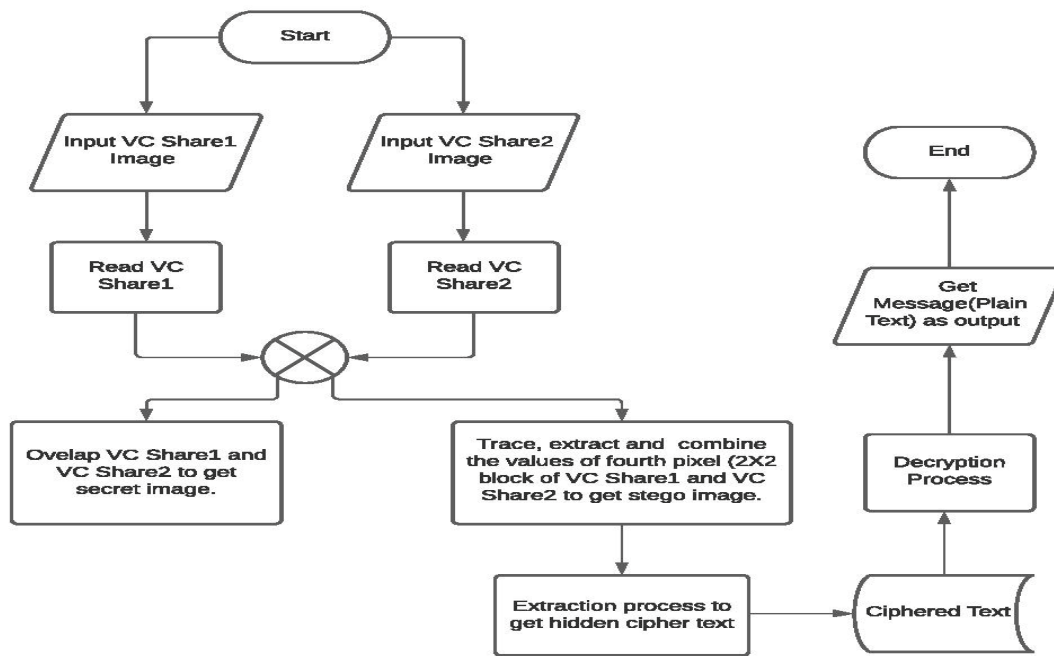 Start
Input VC Share1
Image
Input VC Share2
Image
Read VC
Share1
Read VC
Share2
Ovelap VC Share1 and
VC Share2 to get
secret image.
Trace, extract and combine
the values of fourth pixel (2X2
block of VC Share1 and VC
Share2 to get stego image.
Extraction process to
get hidden cipher text
Ciphered Text
Decryption
Process
Get
Message(Plain
Text) as output
End